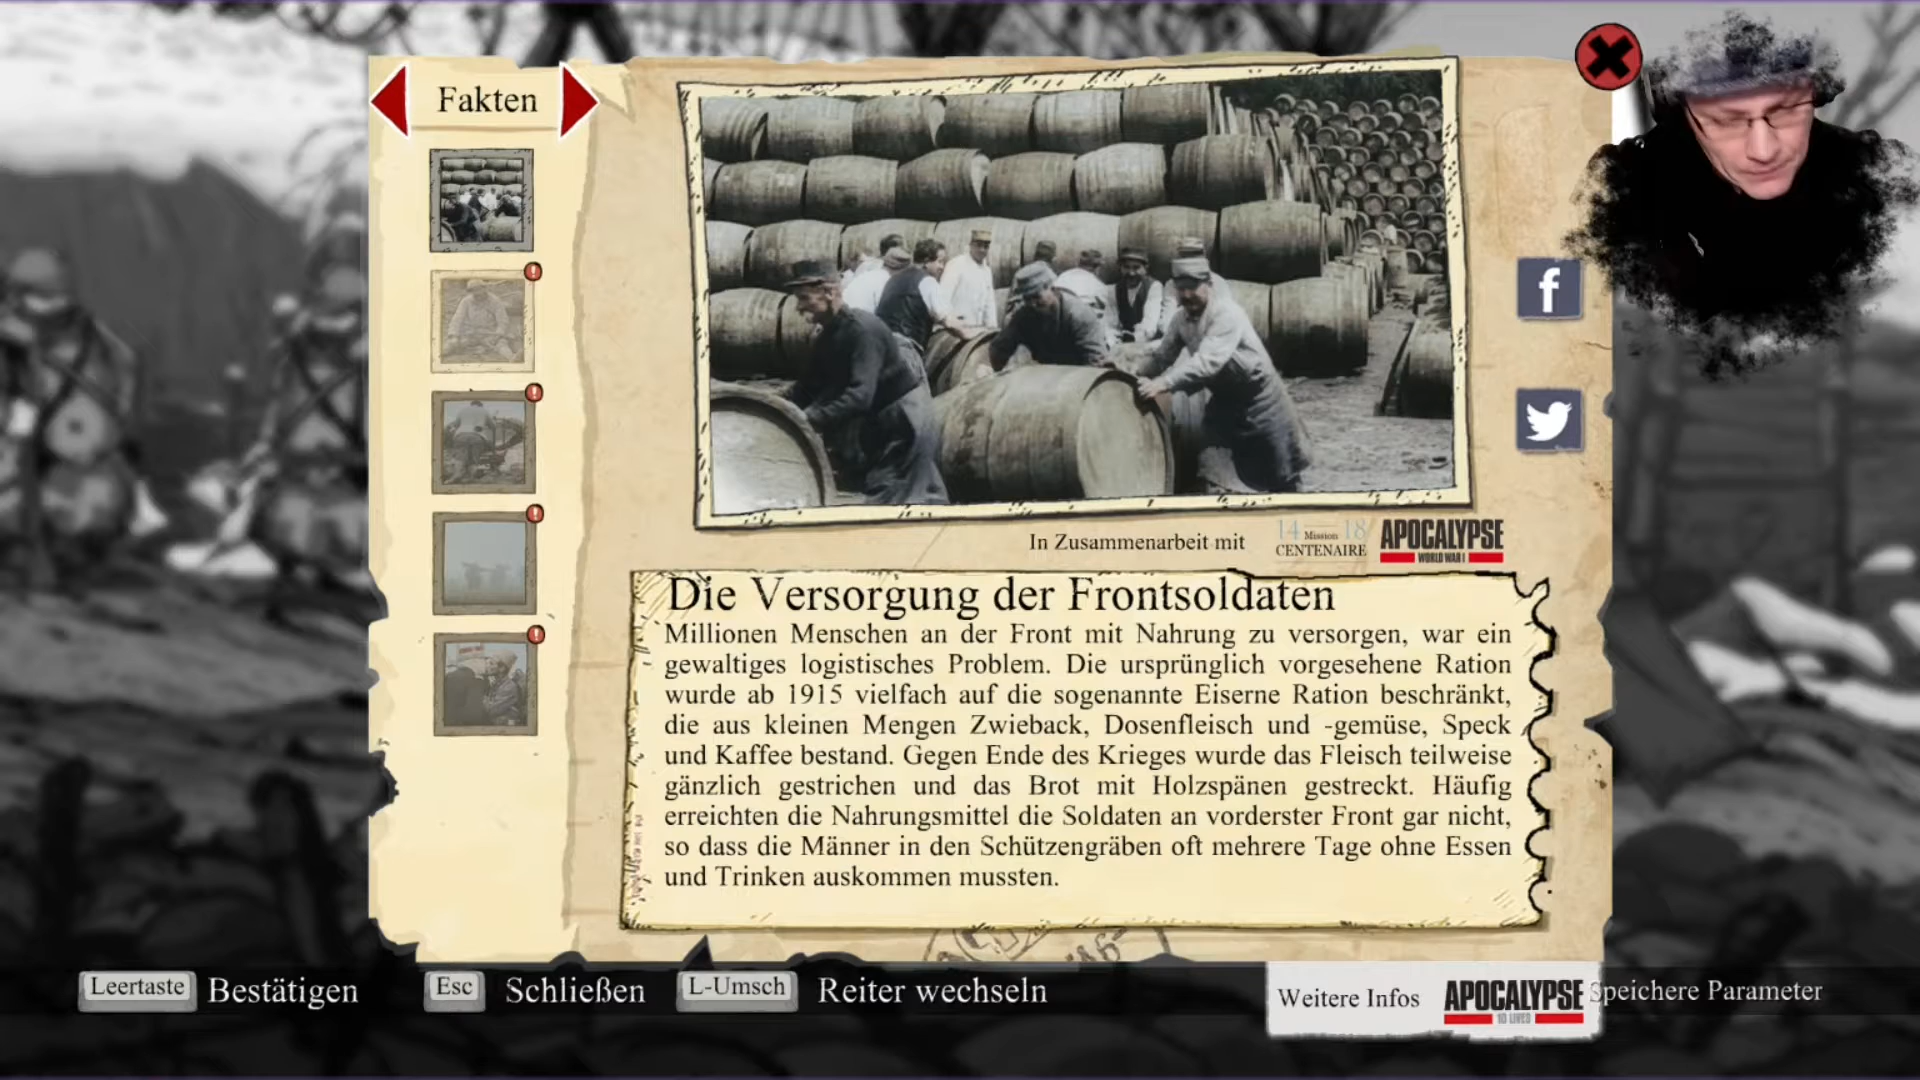 Fakten
In Zusammenarbeit mit
14 Mission 18
CENTENAIRE
APOCALYPSE
WORLD WAR I
Die Versorgung der Frontsoldaten
Millionen Menschen an der Front mit Nahrung zu versorgen, war ein
gewaltiges logistisches Problem. Die ursprünglich vorgesehene Ration
wurde ab 1915 vielfach auf die sogenannte Eiserne Ration beschränkt,
die aus kleinen Mengen Zwieback, Dosenfleisch und -gemüse, Speck
und Kaffee bestand. Gegen Ende des Krieges wurde das Fleisch teilweise
gänzlich gestrichen und das Brot mit Holzspänen gestreckt. Häufig
erreichten die Nahrungsmittel die Soldaten an vorderster Front gar nicht,
so dass die Männer in den Schützengräben oft mehrere Tage ohne Essen
und Trinken auskommen mussten.
Leertaste Bestätigen
Esc Schließen
L-Umsch Reiter wechseln
Weitere Infos
APOCALYPSE
10 LIVES
Speichere Parameter